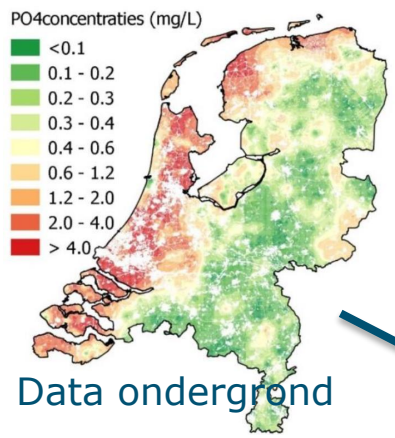 PO4concentraties (mg/L)
<0.1
0.1 - 0.2
0.2 - 0.3
0.3 - 0.4
0.4 - 0.6
0.6 - 1.2
1.2 - 2.0
2.0 - 4.0
> 4.0
Data ondergrond